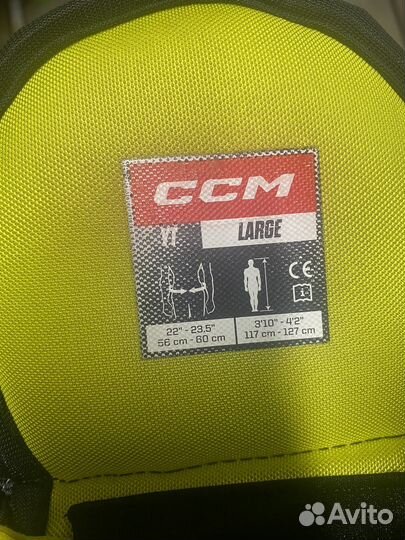 CCM
YT LARGE
CE
i
22" - 23,5" 3'10" - 4'2"
56 cm - 60 cm 117 cm - 127 cm
Avito